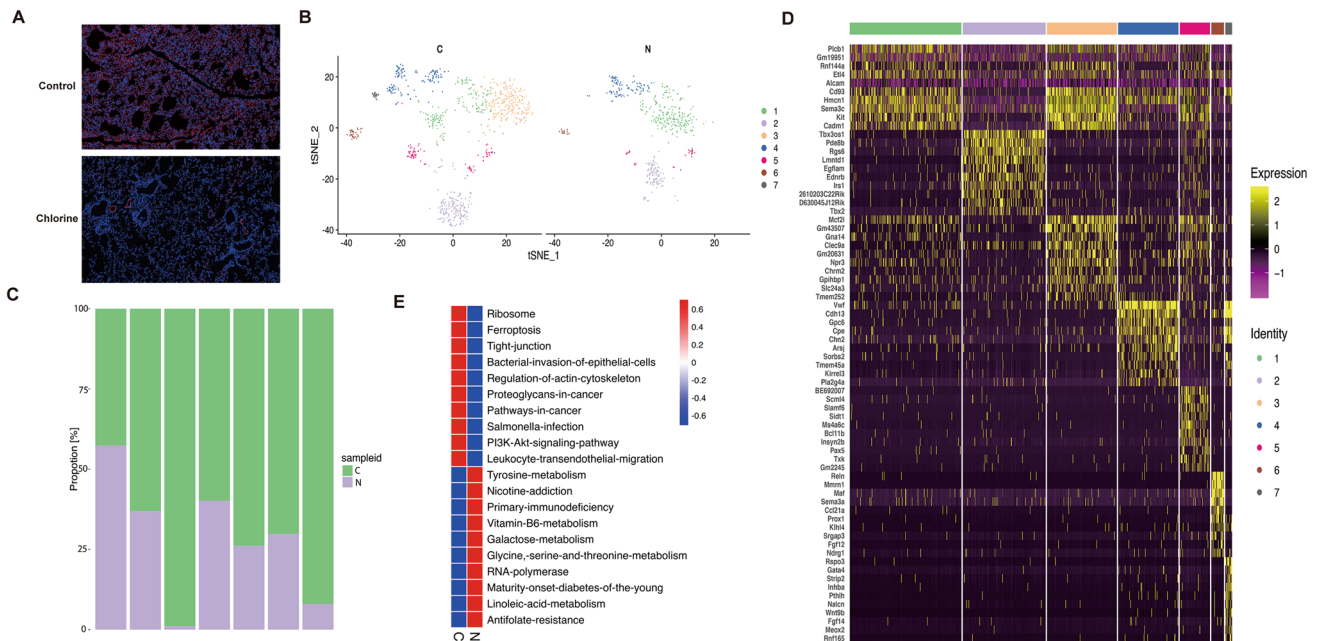 A
Control
Chlorine
B
C
N
tSNE_2
20
0
-20
-40
-40
-20
0
20
-40
-20
0
20
tSNE_1
1
2
3
4
5
6
7
C
Propotion [%]
100
75
50
25
0
sampleid
C
N
E
Ribosome
Ferroptosis
Tight-junction
Bacterial-invasion-of-epithelial-cells
Regulation-of-actin-cytoskeleton
Proteoglycans-in-cancer
Pathways-in-cancer
Salmonella-infection
PI3K-Akt-signaling-pathway
Leukocyte-transendothelial-migration
Tyrosine-metabolism
Nicotine-addiction
Primary-immunodeficiency
Vitamin-B6-metabolism
Galactose-metabolism
Glycine,-serine-and-threonine-metabolism
RNA-polymerase
Maturity-onset-diabetes-of-the-young
Linoleic-acid-metabolism
Antifolate-resistance
C
N
0.6
0.4
0.2
0
-0.2
-0.4
-0.6
D
Plcb1
Gm19951
Rnf144a
Etl4
Alcam
Cd93
Hmcn1
Sema3c
Kit
Cadm1
Tbx3os1
Pde8b
Rgs6
Lmntd1
Egflam
Ednrb
Irs1
2610203C22Rik
D630045J12Rik
Tbx2
Mcf2l
Gm43507
Gna14
Clec9a
Gm20631
Npr3
Chrm2
Gpihbp1
Slc24a3
Tmem252
Vwf
Cdh13
Gpc6
Cpe
Chn2
Arsj
Sorbs2
Tmem45a
Kirrel3
Pla2g4a
BE692007
Scml4
Slamf6
Sidt1
Ms4a6c
Bcl11b
Insyn2b
Pax5
Txk
Gm2245
Reln
Mmrn1
Maf
Sema3a
Ccl21a
Prox1
Klhl4
Srgap3
Fgf12
Ndrg1
Rspo3
Gata4
Strip2
Inhba
Pthlh
Nalcn
Wnt9b
Fgf14
Meox2
Rnf165
Expression
2
1
0
-1
Identity
1
2
3
4
5
6
7